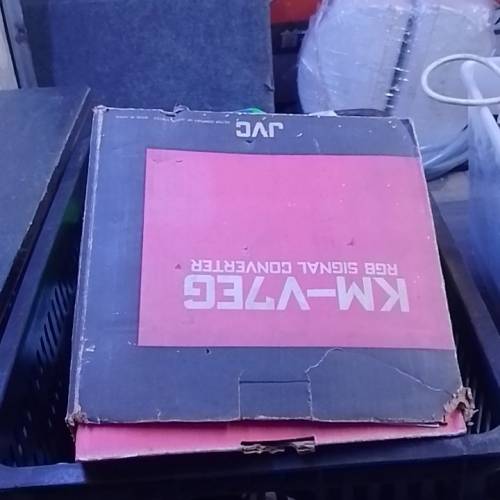 KM-V7EG
RGB SIGNAL CONVERTER
JVC